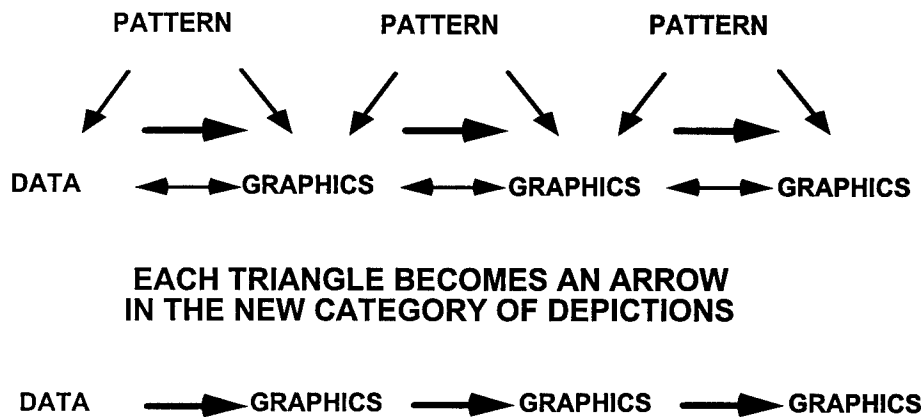 PATTERN PATTERN PATTERN
DATA GRAPHICS GRAPHICS GRAPHICS
EACH TRIANGLE BECOMES AN ARROW
IN THE NEW CATEGORY OF DEPICTIONS
DATA GRAPHICS GRAPHICS GRAPHICS